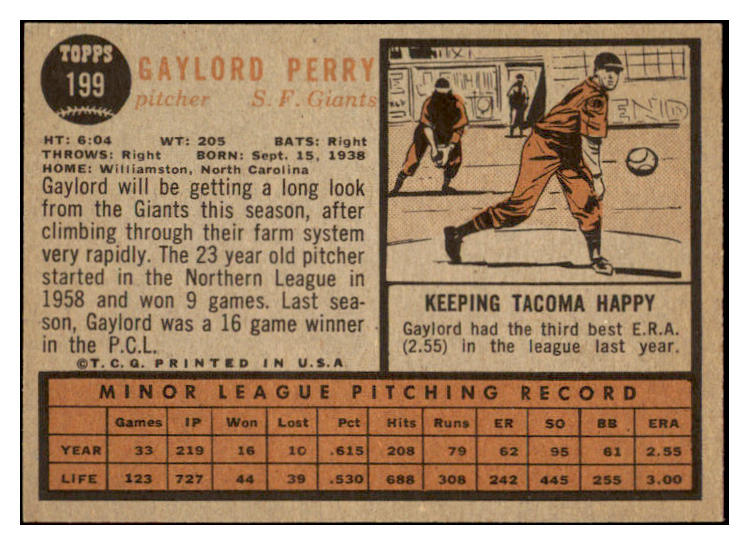 TOPPS
199
GAYLORD PERRY
pitcher S. F. Giants
HT: 6:04 WT: 205 BATS: Right
THROWS: Right BORN: Sept. 15, 1938
HOME: Williamston, North Carolina
Gaylord will be getting a long look
from the Giants this season, after
climbing through their farm system
very rapidly. The 23 year old pitcher
started in the Northern League in
1958 and won 9 games. Last sea-
son, Gaylord was a 16 game winner
in the P.C.L.
©T. C. G. PRINTED IN U.S.A
END
KEEPING TACOMA HAPPY
Gaylord had the third best E.R.A.
(2.55) in the league last year.
MINOR LEAGUE PITCHING RECORD
Games IP Won Lost Pct Hits Runs ER SO BB ERA
YEAR 33 219 16 10 .615 208 79 62 95 61 2.55
LIFE 123 727 44 39 .530 688 308 242 445 255 3.00